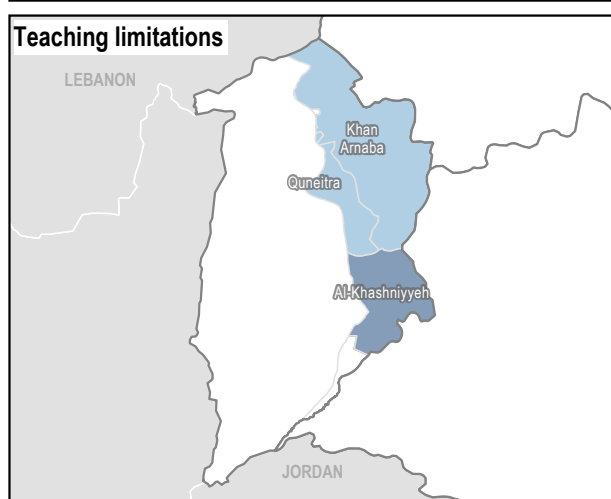 Teaching limitations
LEBANON
Khan
Arnaba
Quneitra
Al-Khashniyyeh
JORDAN